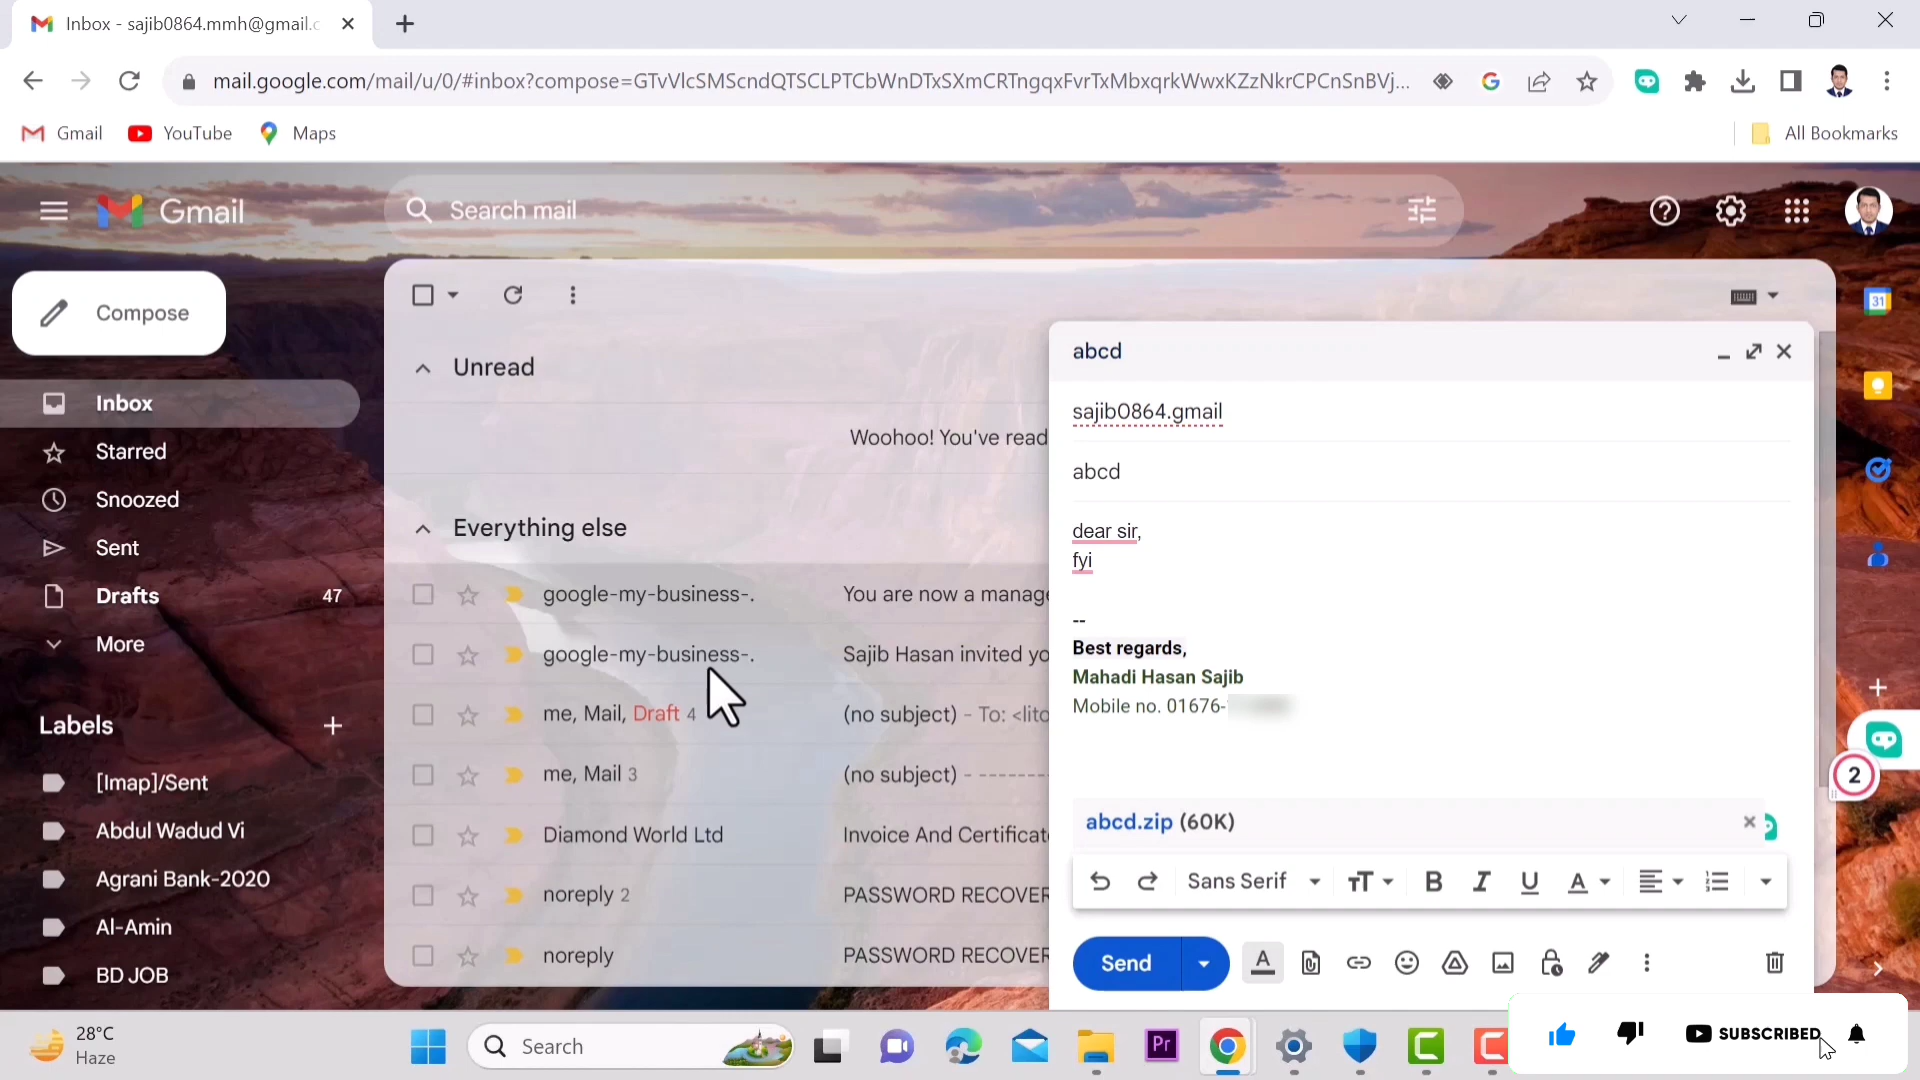 Inbox - sajib0864.mmh@gmail.c
mail.google.com/mail/u/0/#inbox?compose=GTvVlcSMScndQTSCLPTCbWnDTxSXmCRTngqxFvrTxMbxqrkWwxKZzNkrCPCnSnBVj...
Gmail
YouTube
Maps
All Bookmarks
Gmail
Search mail
Compose
Inbox
Starred
Snoozed
Sent
Drafts 47
More
Labels
[Imap]/Sent
Abdul Wadud Vi
Agrani Bank-2020
Al-Amin
BD JOB
Unread
Woohoo! You've read
Everything else
google-my-business-. You are now a manage
google-my-business-. Sajib Hasan invited yo
me, Mail, Draft 4 (no subject) - To: <lito
me, Mail 3 (no subject) - --------
Diamond World Ltd Invoice And Certificat
noreply 2 PASSWORD RECOVER
noreply PASSWORD RECOVER
abcd
sajib0864.gmail
abcd
dear sir,
fyi
--
Best regards,
Mahadi Hasan Sajib
Mobile no. 01676-
abcd.zip (60K)
Sans Serif
B I U A
Send
31
2
28°C
Haze
Search
Pr
SUBSCRIBED